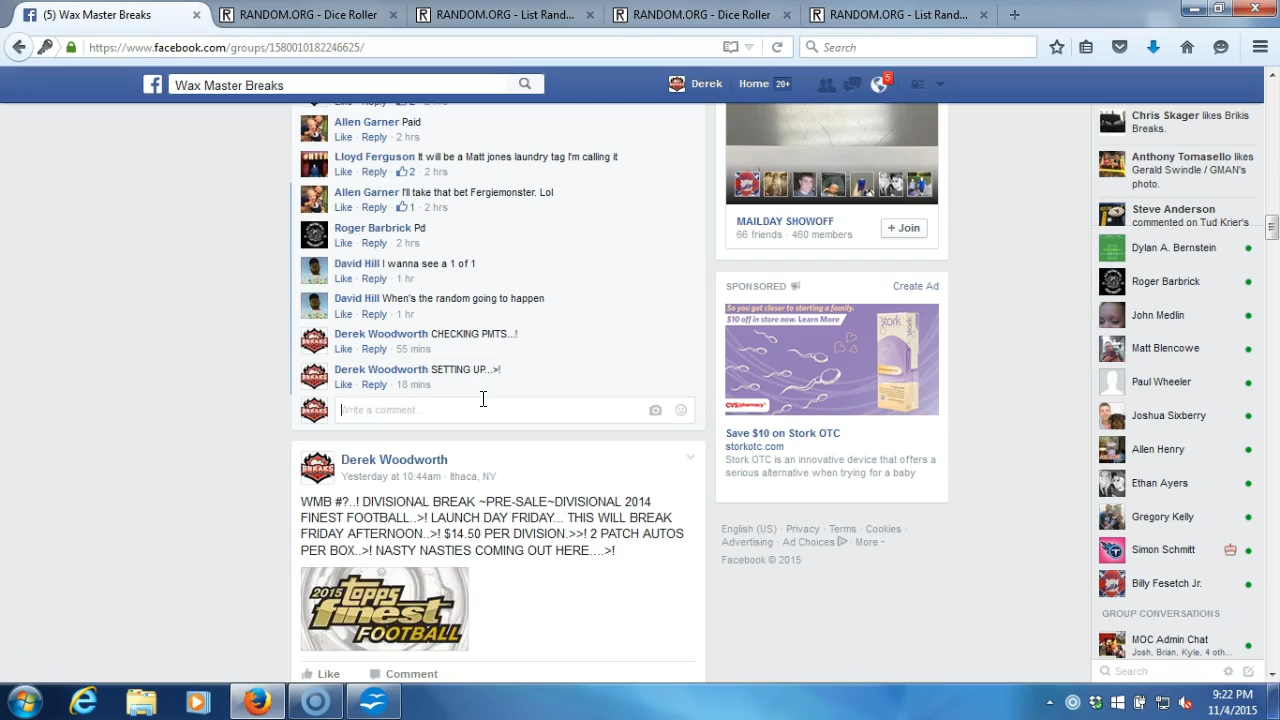 (5) Wax Master Breaks
RANDOM.ORG - Dice Roller
RANDOM.ORG - List Rand...
RANDOM.ORG - Dice Roller
RANDOM.ORG - List Rand...
https://www.facebook.com/groups/1580010182246625/
Search
Wax Master Breaks
Derek
Home 20+
5
Allen Garner Paid
Like · Reply · 2 hrs
Lloyd Ferguson It will be a Matt jones laundry tag I'm calling it
Like · Reply · 2 · 2 hrs
Allen Garner I'll take that bet Fergiemonster. Lol
Like · Reply · 1 · 2 hrs
Roger Barbrick Pd
Like · Reply · 2 hrs
David Hill I wanna see a 1 of 1
Like · Reply · 1 hr
David Hill When's the random going to happen
Like · Reply · 1 hr
Derek Woodworth CHECKING PMTS...!
Like · Reply · 55 mins
Derek Woodworth SETTING UP...>!
Like · Reply · 18 mins
Write a comment...
Derek Woodworth
Yesterday at 10:44am · Ithaca, NY
WMB #?..! DIVISIONAL BREAK ~PRE-SALE~DIVISIONAL 2014
FINEST FOOTBALL..>! LAUNCH DAY FRIDAY... THIS WILL BREAK
FRIDAY AFTERNOON..>! $14.50 PER DIVISION.>>! 2 PATCH AUTOS
PER BOX..>! NASTY NASTIES COMING OUT HERE....>!
2015
topps
finest
FOOTBALL
Like
Comment
MAILDAY SHOWOFF
66 friends · 460 members
+ Join
SPONSORED
Create Ad
So you get closer to starting a family.
$10 off in store now. Learn More
stork
CVS/pharmacy
Save $10 on Stork OTC
storkotc.com
Stork OTC is an innovative device that offers a
serious alternative when trying for a baby
English (US) · Privacy · Terms · Cookies ·
Advertising · Ad Choices · More
Facebook © 2015
Chris Skager likes Brikis
Breaks.
Anthony Tomasello likes
Gerald Swindle / GMAN's
photo.
Steve Anderson
commented on Tud Krier's
Dylan A. Bernstein
Roger Barbrick
John Medlin
Matt Blencowe
Paul Wheeler
Joshua Sixberry
Allen Henry
Ethan Ayers
Gregory Kelly
Simon Schmitt
Billy Fesetch Jr.
GROUP CONVERSATIONS
MOC Admin Chat
Josh, Brian, Kyle, 4 oth...
Search
9:22 PM
11/4/2015